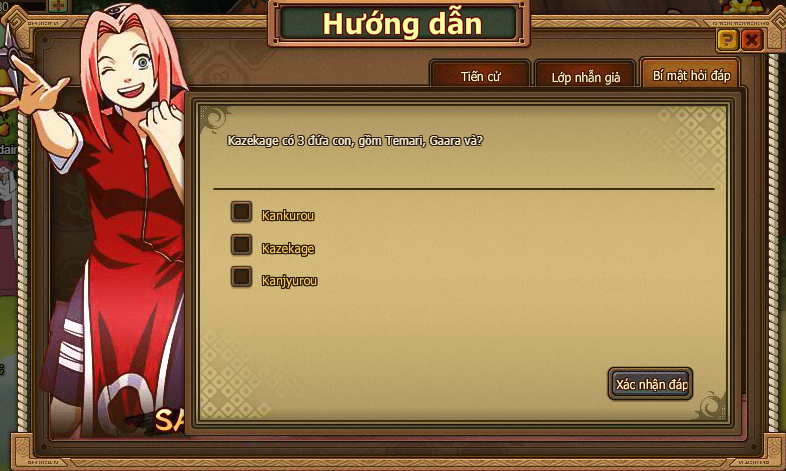 Hướng dẫn
Tiến cử
Lớp nhẫn giả
Bí mật hỏi đáp
Kazekage có 3 đứa con, gồm Temari, Gaara và?
Kankurou
Kazekage
Kanjyurou
Xác nhận đáp
SA